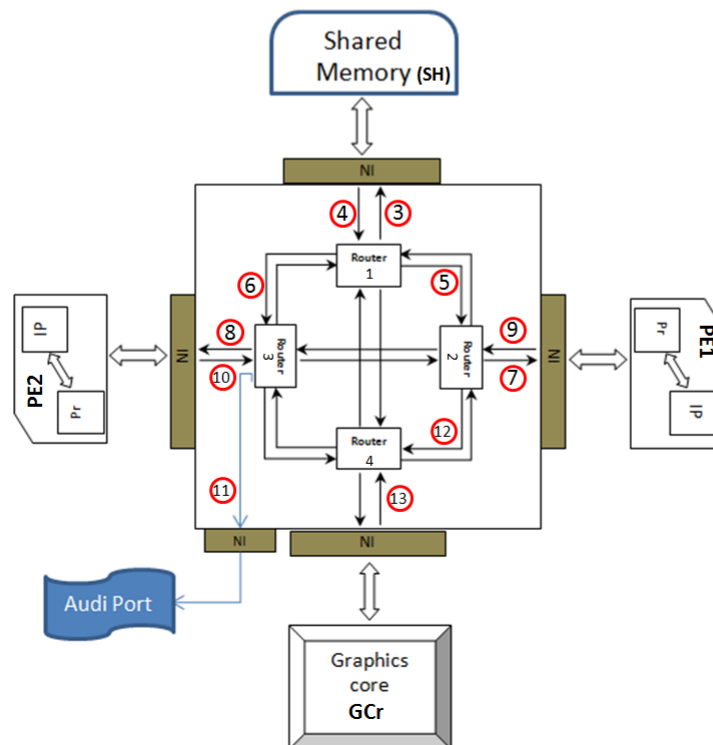 Shared
Memory (SH)
NI
4
3
Router
1
6
5
8
9
IP
PE2
Pr
NI
10
Router
3
Router
2
7
NI
Pr
PE1
IP
12
Router
4
11
13
NI
NI
Audi Port
Graphics
core
GCr